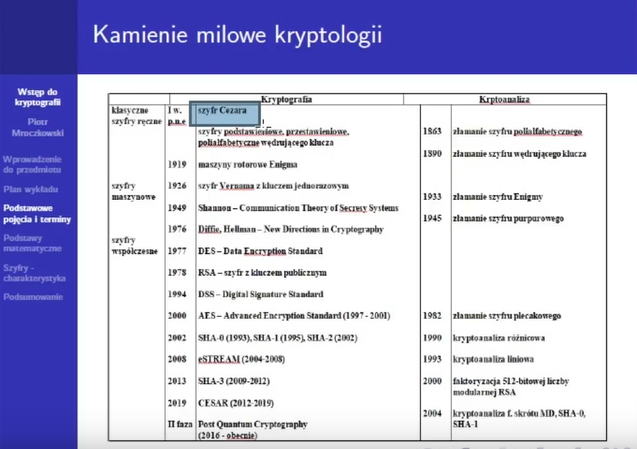 Kamienie milowe kryptologii
Wstęp do
kryptografii
Piotr
Mroczkowski
Wprowadzenie
do przedmiotu
Plan wykładu
Podstawowe
pojęcia i terminy
Podstawy
matematyczne
Szyfry -
charakterystyka
Podsumowanie
Kryptografia
Krptoanaliza
klasyczne
szyfry ręczne
I w.
p.n.e
szyfr Cezara
szyfry podstawieniowe, przestawieniowe,
polialfabetyczne wędrującego klucza
1863 złamanie szyfru polialfabetycznego
1890 złamanie szyfru wędrującego klucza
1919 maszyny rotorowe Enigma
szyfry
maszynowe
1926 szyfr Vernama z kluczem jednorazowym
1933 złamanie szyfru Enigmy
1949 Shannon – Communication Theory of Secresy Systems
1945 złamanie szyfru purpurowego
1976 Diffie, Hellman – New Directions in Cryptography
szyfry
współczesne
1977 DES – Data Encryption Standard
1978 RSA – szyfr z kluczem publicznym
1994 DSS – Digital Signature Standard
2000 AES – Advanced Encryption Standard (1997 - 2001)
1982 złamanie szyfru plecakowego
2002 SHA-0 (1993), SHA-1 (1995), SHA-2 (2002)
1990 kryptoanaliza różnicowa
2008 eSTREAM (2004-2008)
1993 kryptoanaliza liniowa
2013 SHA-3 (2009-2012)
2000 faktoryzacja 512-bitowej liczby
modularnej RSA
2019 CESAR (2012-2019)
2004 kryptoanaliza f. skrótu MD, SHA-0,
SHA-1
II faza Post Quantum Cryptography
(2016 - obecnie)